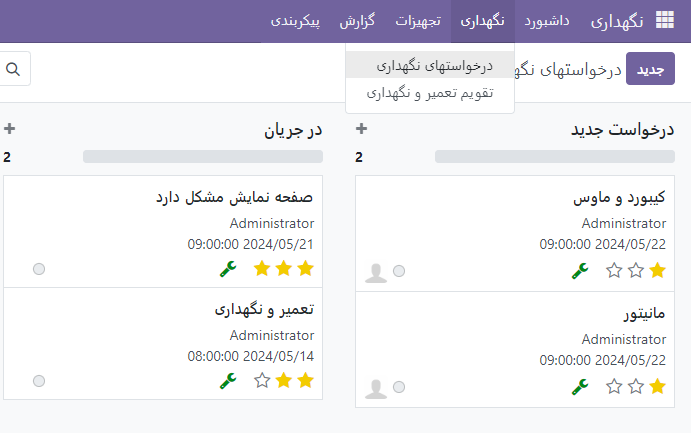 نگهداری
داشبورد
نگهداری
تجهیزات
گزارش
پیکربندی
درخواستهای نگهداری
تقویم تعمیر و نگهداری
جدید
درخواستهای نگه
درخواست جدید
2
کیبورد و ماوس
Administrator
2024/05/22 09:00:00
مانیتور
Administrator
2024/05/22 09:00:00
در جریان
2
صفحه نمایش مشکل دارد
Administrator
2024/05/21 09:00:00
تعمیر و نگهداری
Administrator
2024/05/14 08:00:00